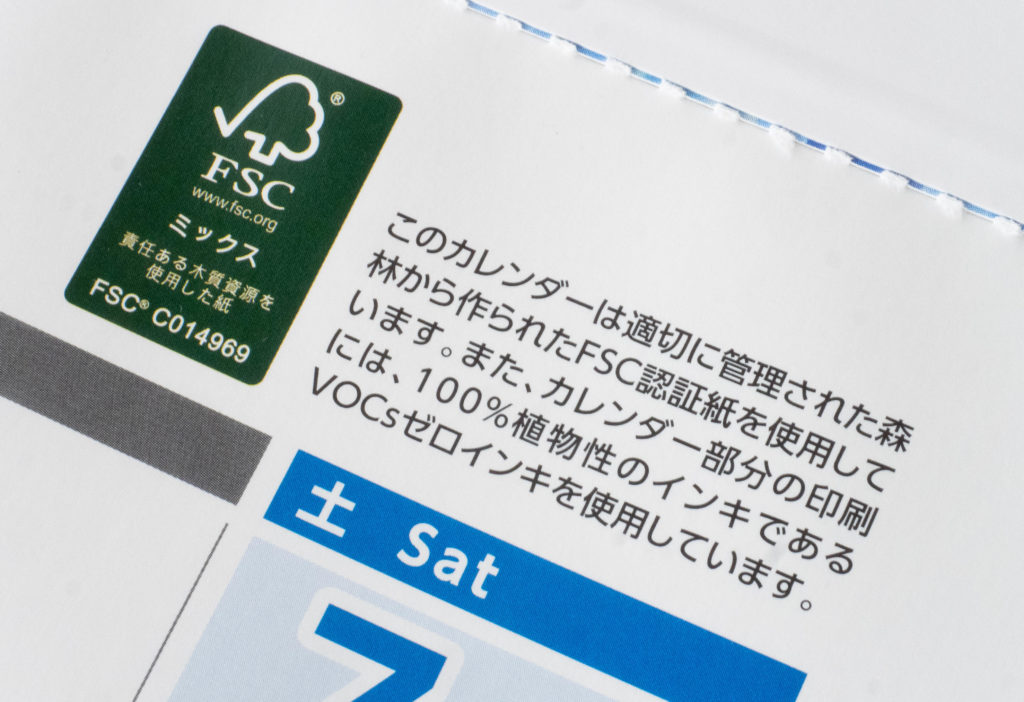 FSC®
www.fsc.org
ミックス
責任ある木質資源を
使用した紙
FSC® C014969
このカレンダーは適切に管理された森
林から作られたFSC認証紙を使用して
います。また、カレンダー部分の印刷
には、100%植物性のインキである
VOCsゼロインキを使用しています。
土 Sat
7